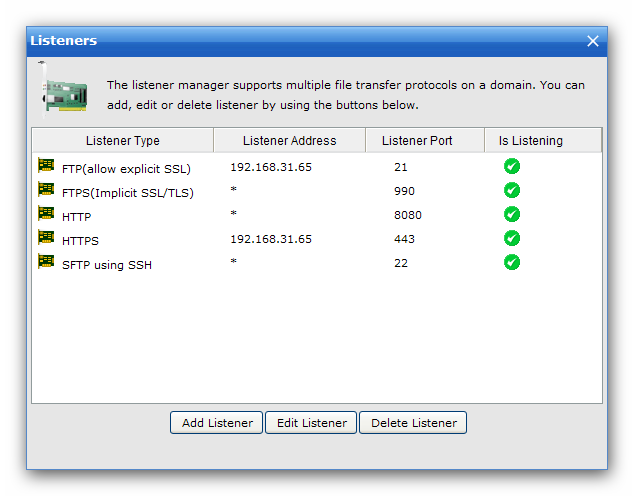 Listeners
The listener manager supports multiple file transfer protocols on a domain. You can
add, edit or delete listener by using the buttons below.
Listener Type Listener Address Listener Port Is Listening
FTP(allow explicit SSL) 192.168.31.65 21
FTPS(Implicit SSL/TLS) * 990
HTTP * 8080
HTTPS 192.168.31.65 443
SFTP using SSH * 22
Add Listener Edit Listener Delete Listener